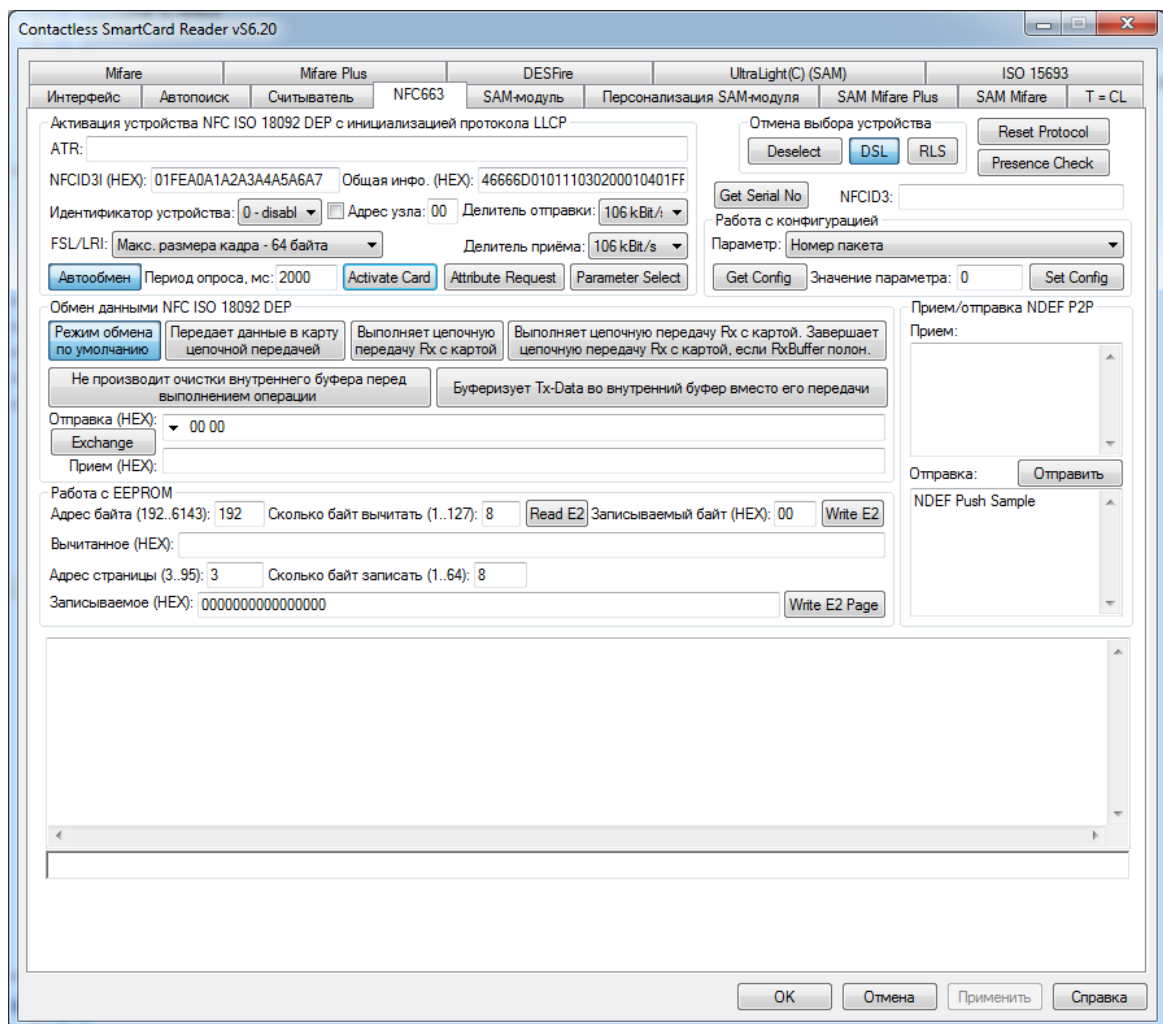 Contactless SmartCard Reader vS6.20
Mifare Mifare Plus DESFire UltraLight(C) (SAM) ISO 15693
Интерфейс Автопоиск Считыватель NFC663 SAM-модуль Персонализация SAM-модуля SAM Mifare Plus SAM Mifare T = CL
Активация устройства NFC ISO 18092 DEP с инициализацией протокола LLCP
ATR:
NFCID3I (HEX): 01FEA0A1A2A3A4A5A6A7 Общая инфо. (HEX): 46666D010111030200010401FF
Идентификатор устройства: 0 - disabl Адрес узла: 00 Делитель отправки: 106 kBit/
FSL/LRI: Макс. размера кадра - 64 байта Делитель приёма: 106 kBit/s
Автообмен Период опроса, мс: 2000 Activate Card Attribute Request Parameter Select
Отмена выбора устройства
Deselect DSL RLS
Reset Protocol
Presence Check
Get Serial No NFCID3:
Работа с конфигурацией
Параметр: Номер пакета
Get Config Значение параметра: 0 Set Config
Обмен данными NFC ISO 18092 DEP
Режим обмена по умолчанию
Передает данные в карту цепочной передачей
Выполняет цепочную передачу Rx с картой
Выполняет цепочную передачу Rx с картой. Завершает цепочную передачу Rx с картой, если RxBuffer полон.
Не производит очистки внутреннего буфера перед выполнением операции
Буферизует Tx-Data во внутренний буфер вместо его передачи
Отправка (HEX): 00 00
Exchange
Прием (HEX):
Прием/отправка NDEF P2P
Прием:
Отправка: Отправить
NDEF Push Sample
Работа с EEPROM
Адрес байта (192..6143): 192 Сколько байт вычитать (1..127): 8 Read E2 Записываемый байт (HEX): 00 Write E2
Вычитанное (HEX):
Адрес страницы (3..95): 3 Сколько байт записать (1..64): 8
Записываемое (HEX): 0000000000000000 Write E2 Page
OK Отмена Применить Справка